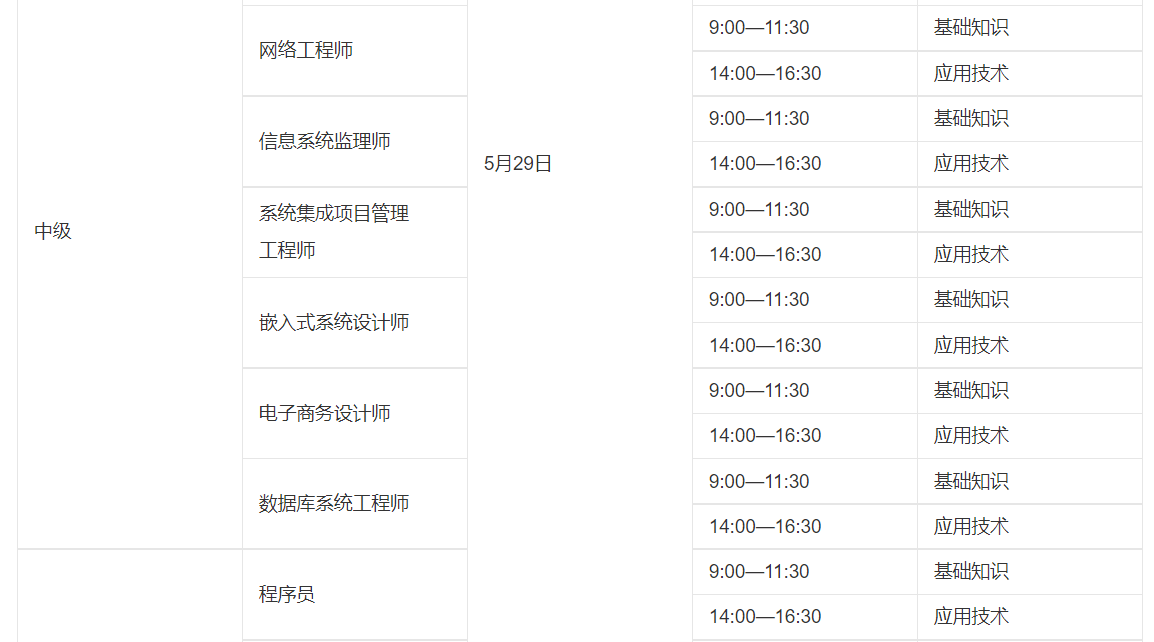 网络工程师
9:00—11:30
基础知识
14:00—16:30
应用技术
信息系统监理师
9:00—11:30
基础知识
5月29日
14:00—16:30
应用技术
中级
系统集成项目管理
工程师
9:00—11:30
基础知识
14:00—16:30
应用技术
嵌入式系统设计师
9:00—11:30
基础知识
14:00—16:30
应用技术
电子商务设计师
9:00—11:30
基础知识
14:00—16:30
应用技术
数据库系统工程师
9:00—11:30
基础知识
14:00—16:30
应用技术
程序员
9:00—11:30
基础知识
14:00—16:30
应用技术